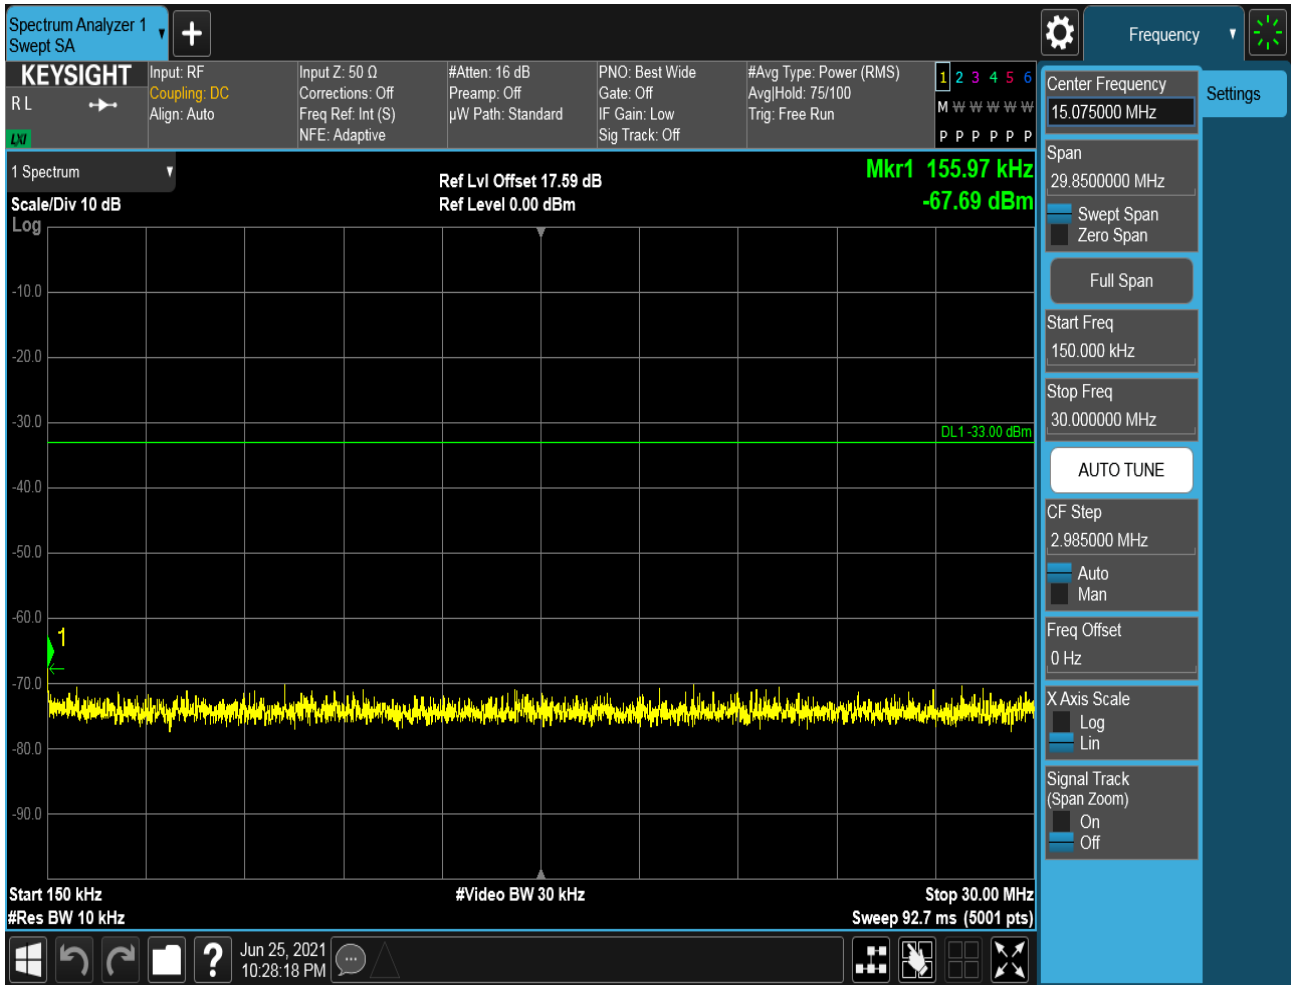 Spectrum Analyzer 1
Swept SA
Frequency
KEYSIGHT
R L
LXI
Input: RF
Coupling: DC
Align: Auto
Input Z: 50 Ω
Corrections: Off
Freq Ref: Int (S)
NFE: Adaptive
#Atten: 16 dB
Preamp: Off
µW Path: Standard
PNO: Best Wide
Gate: Off
IF Gain: Low
Sig Track: Off
#Avg Type: Power (RMS)
Avg|Hold: 75/100
Trig: Free Run
1 2 3 4 5 6
M W W W W W
P P P P P P
1 Spectrum
Scale/Div 10 dB
Log
Ref Lvl Offset 17.59 dB
Ref Level 0.00 dBm
Mkr1 155.97 kHz
-67.69 dBm
-10.0
-20.0
-30.0
DL1 -33.00 dBm
-40.0
-50.0
-60.0
1
-70.0
-80.0
-90.0
Start 150 kHz
#Video BW 30 kHz
Stop 30.00 MHz
#Res BW 10 kHz
Sweep 92.7 ms (5001 pts)
?
Jun 25, 2021
10:28:18 PM
Center Frequency
15.075000 MHz
Settings
Span
29.8500000 MHz
Swept Span
Zero Span
Full Span
Start Freq
150.000 kHz
Stop Freq
30.000000 MHz
AUTO TUNE
CF Step
2.985000 MHz
Auto
Man
Freq Offset
0 Hz
X Axis Scale
Log
Lin
Signal Track
(Span Zoom)
On
Off